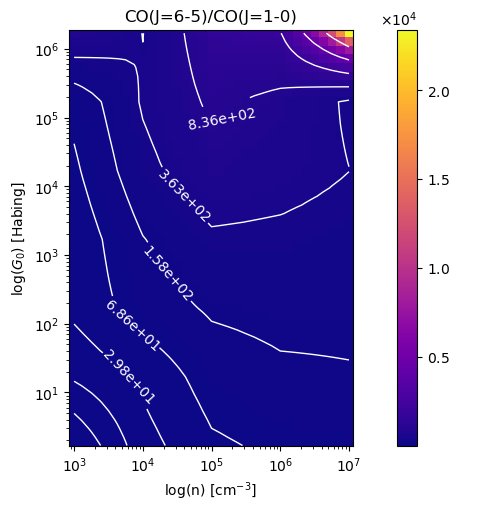 CO(J=6-5)/CO(J=1-0)
×10⁴
10⁶
10⁵
10⁴
10³
10²
10¹
log(G₀) [Habing]
8.36e+02
3.63e+02
1.58e+02
6.86e+01
2.98e+01
2.0
1.5
1.0
0.5
10³ 10⁴ 10⁵ 10⁶ 10⁷
log(n) [cm⁻³]